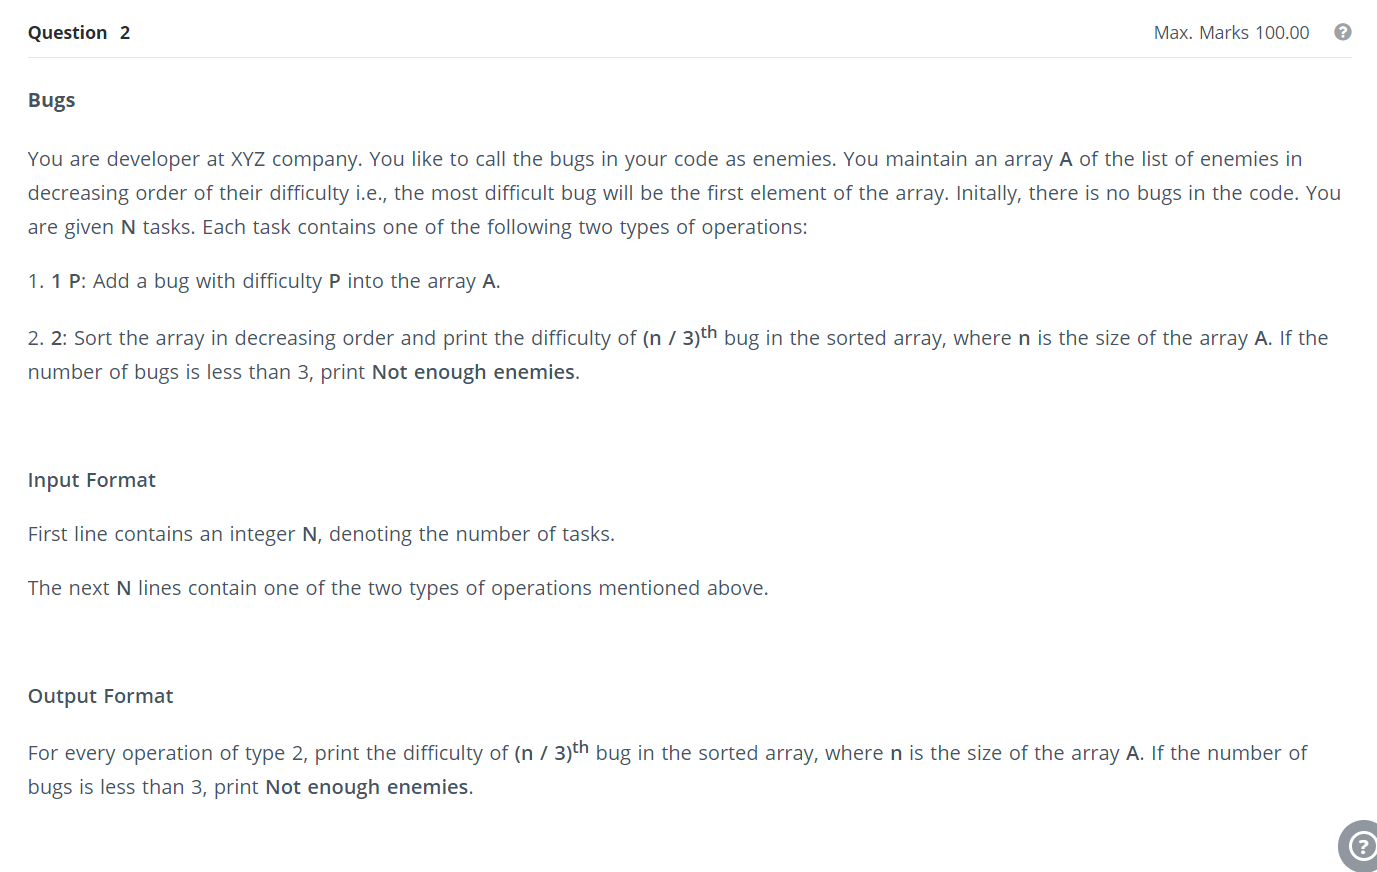 Question 2
Max. Marks 100.00
?
Bugs
You are developer at XYZ company. You like to call the bugs in your code as enemies. You maintain an array A of the list of enemies in
decreasing order of their difficulty i.e., the most difficult bug will be the first element of the array. Initally, there is no bugs in the code. You
are given N tasks. Each task contains one of the following two types of operations:
1. 1 P: Add a bug with difficulty P into the array A.
2. 2: Sort the array in decreasing order and print the difficulty of (n / 3)th bug in the sorted array, where n is the size of the array A. If the
number of bugs is less than 3, print Not enough enemies.
Input Format
First line contains an integer N, denoting the number of tasks.
The next N lines contain one of the two types of operations mentioned above.
Output Format
For every operation of type 2, print the difficulty of (n / 3)th bug in the sorted array, where n is the size of the array A. If the number of
bugs is less than 3, print Not enough enemies.
?